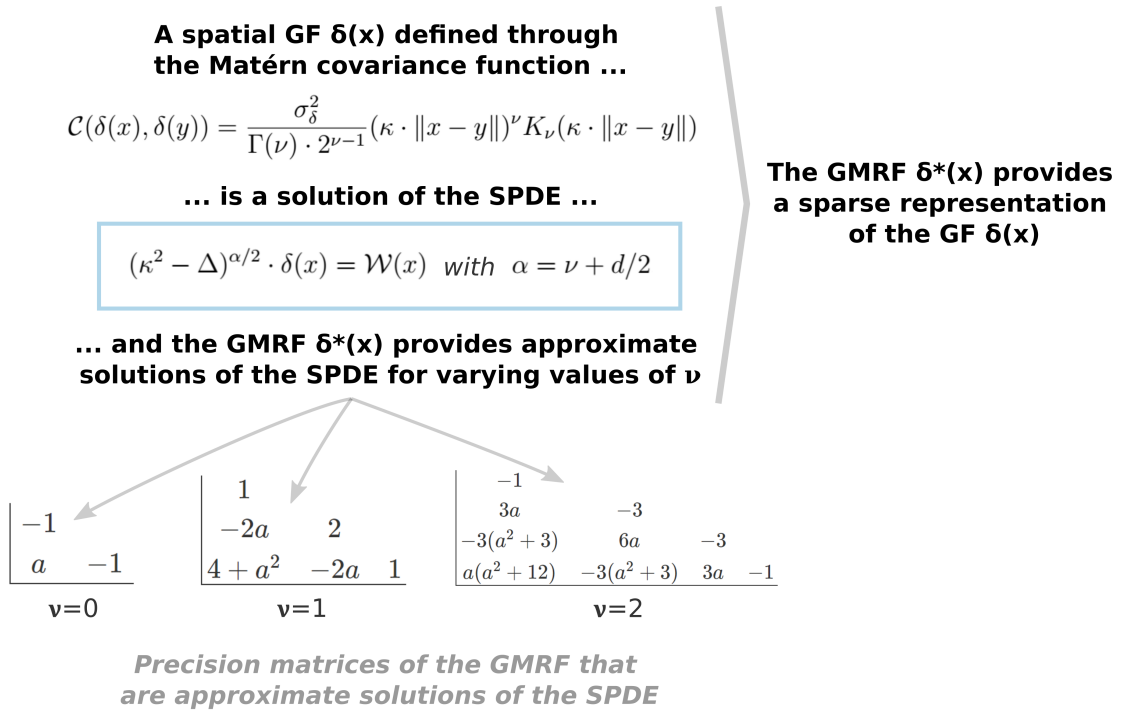 A spatial GF δ(x) defined through
the Matérn covariance function ...
𝒞(δ(x), δ(y)) = σ_δ^2 / (Γ(ν) · 2^{ν−1}) (κ · ‖x − y‖)^ν K_ν(κ · ‖x − y‖)
... is a solution of the SPDE ...
(κ^2 − Δ)^{α/2} · δ(x) = 𝒲(x) with α = ν + d/2
... and the GMRF δ*(x) provides approximate
solutions of the SPDE for varying values of ν
The GMRF δ*(x) provides
a sparse representation
of the GF δ(x)
−1
a −1
ν=0
1
−2a 2
4 + a^2 −2a 1
ν=1
−1
3a −3
−3(a^2 + 3) 6a −3
a(a^2 + 12) −3(a^2 + 3) 3a −1
ν=2
Precision matrices of the GMRF that
are approximate solutions of the SPDE